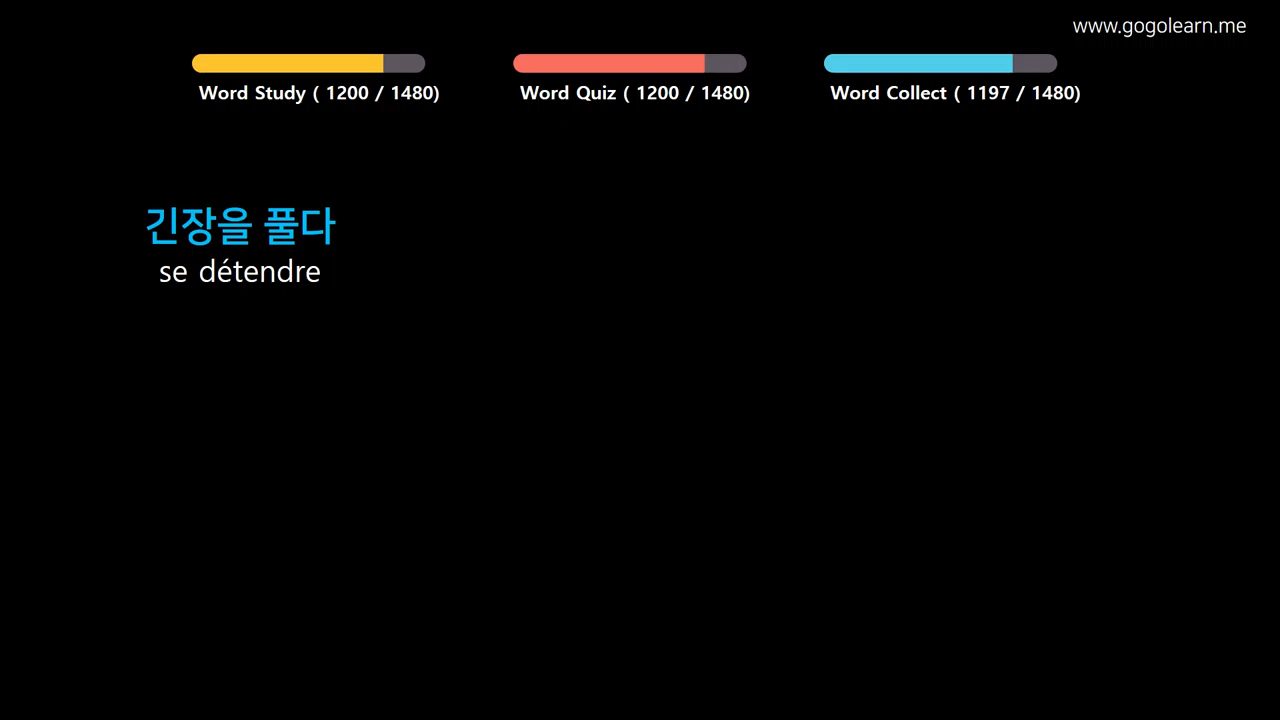 www.gogolearn.me
Word Study ( 1200 / 1480)
Word Quiz ( 1200 / 1480)
Word Collect ( 1197 / 1480)
긴장을 풀다
se détendre